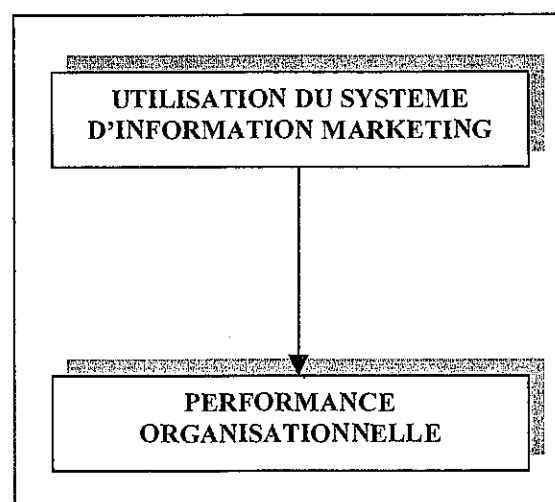 UTILISATION DU SYSTEME
D'INFORMATION MARKETING
PERFORMANCE
ORGANISATIONNELLE